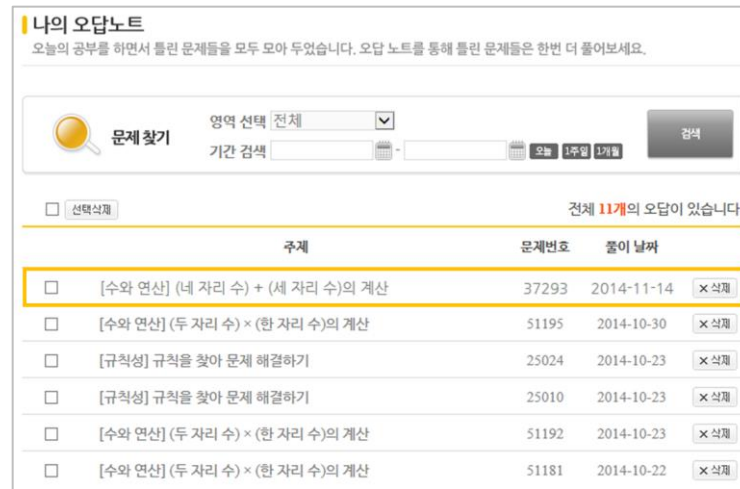 나의 오답노트
오늘의 공부를 하면서 틀린 문제들을 모두 모아 두었습니다. 오답 노트를 통해 틀린 문제들은 한번 더 풀어보세요.
문제 찾기
영역 선택 전체
검색
기간 검색 - 오늘 1주일 1개월
선택삭제 전체 11개의 오답이 있습니다
주제 문제번호 풀이 날짜
[수와 연산] (네 자리 수) + (세 자리 수)의 계산 37293 2014-11-14 ×삭제
[수와 연산] (두 자리 수) × (한 자리 수)의 계산 51195 2014-10-30 ×삭제
[규칙성] 규칙을 찾아 문제 해결하기 25024 2014-10-23 ×삭제
[규칙성] 규칙을 찾아 문제 해결하기 25010 2014-10-23 ×삭제
[수와 연산] (두 자리 수) × (한 자리 수)의 계산 51192 2014-10-23 ×삭제
[수와 연산] (두 자리 수) × (한 자리 수)의 계산 51181 2014-10-22 ×삭제